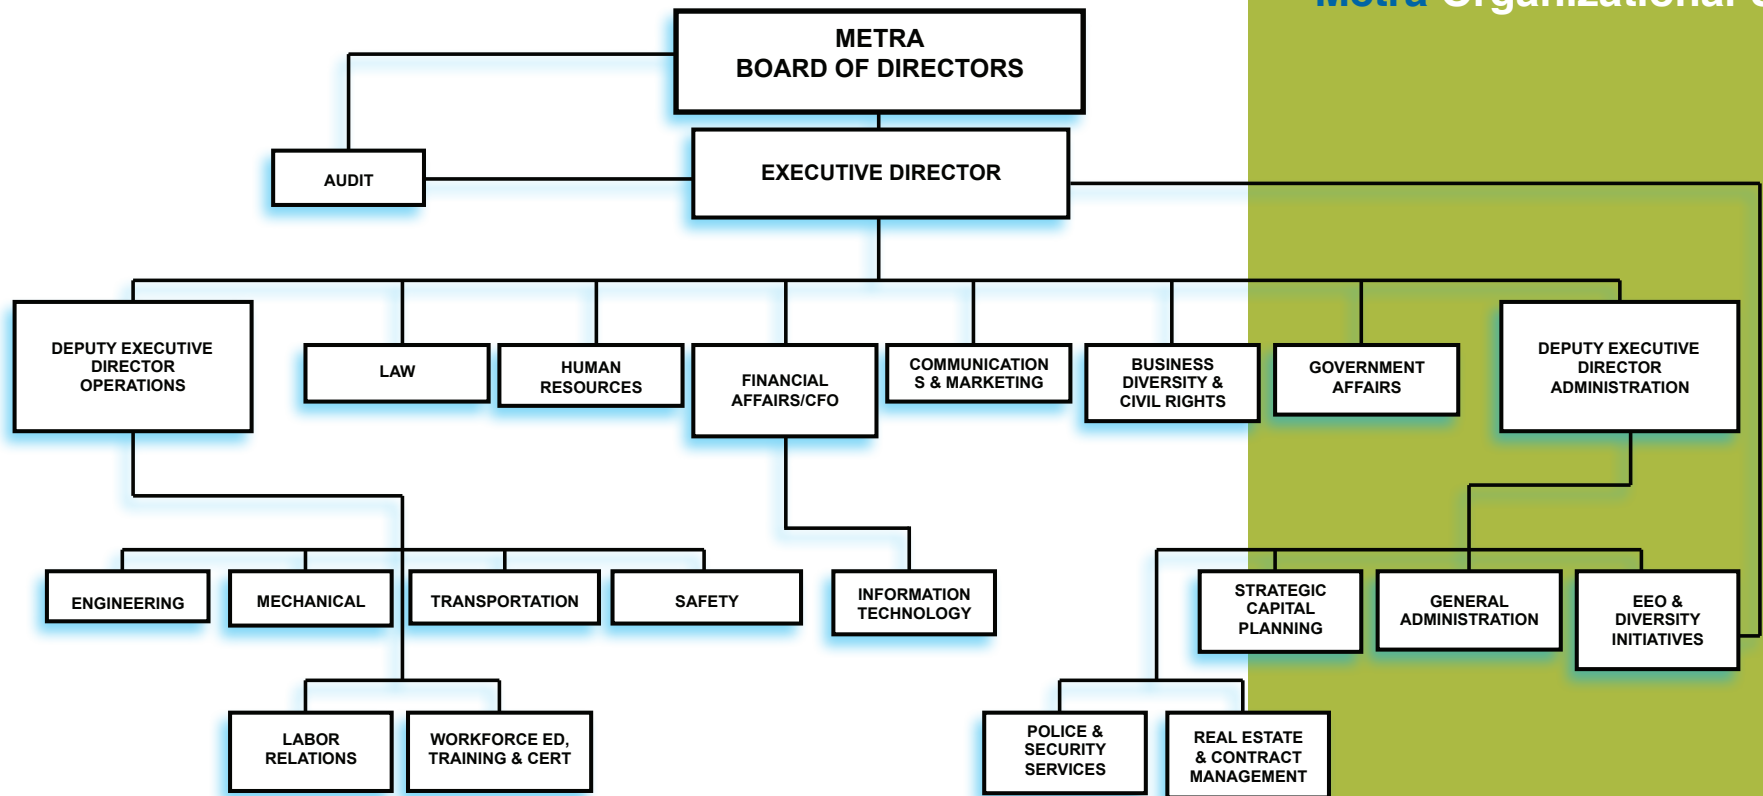 Metra Organizational
METRA
BOARD OF DIRECTORS
AUDIT
EXECUTIVE DIRECTOR
DEPUTY EXECUTIVE
DIRECTOR
OPERATIONS
LAW
HUMAN
RESOURCES
FINANCIAL
AFFAIRS/CFO
COMMUNICATION
S & MARKETING
BUSINESS
DIVERSITY &
CIVIL RIGHTS
GOVERNMENT
AFFAIRS
DEPUTY EXECUTIVE
DIRECTOR
ADMINISTRATION
ENGINEERING
MECHANICAL
TRANSPORTATION
SAFETY
INFORMATION
TECHNOLOGY
STRATEGIC
CAPITAL
PLANNING
GENERAL
ADMINISTRATION
EEO &
DIVERSITY
INITIATIVES
LABOR
RELATIONS
WORKFORCE ED,
TRAINING & CERT
POLICE &
SECURITY
SERVICES
REAL ESTATE
& CONTRACT
MANAGEMENT